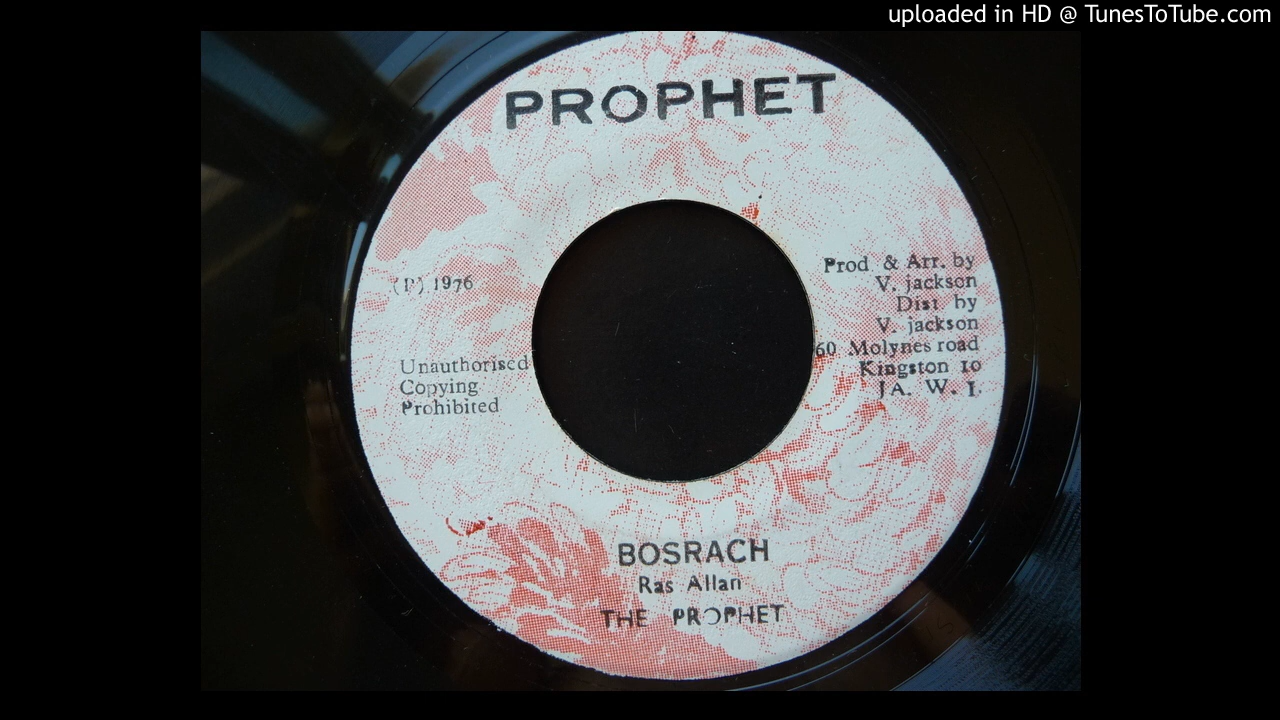 uploaded in HD @ TunesToTube.com
PROPHET
(P) 1976
Unauthorised
Copying
Prohibited
Prod & Arr. by
V. jackson
Dist by
V. jackson
60 Molynes road
Kingston 10
JA. W. I.
BOSRACH
Ras Allan
THE PROPHET